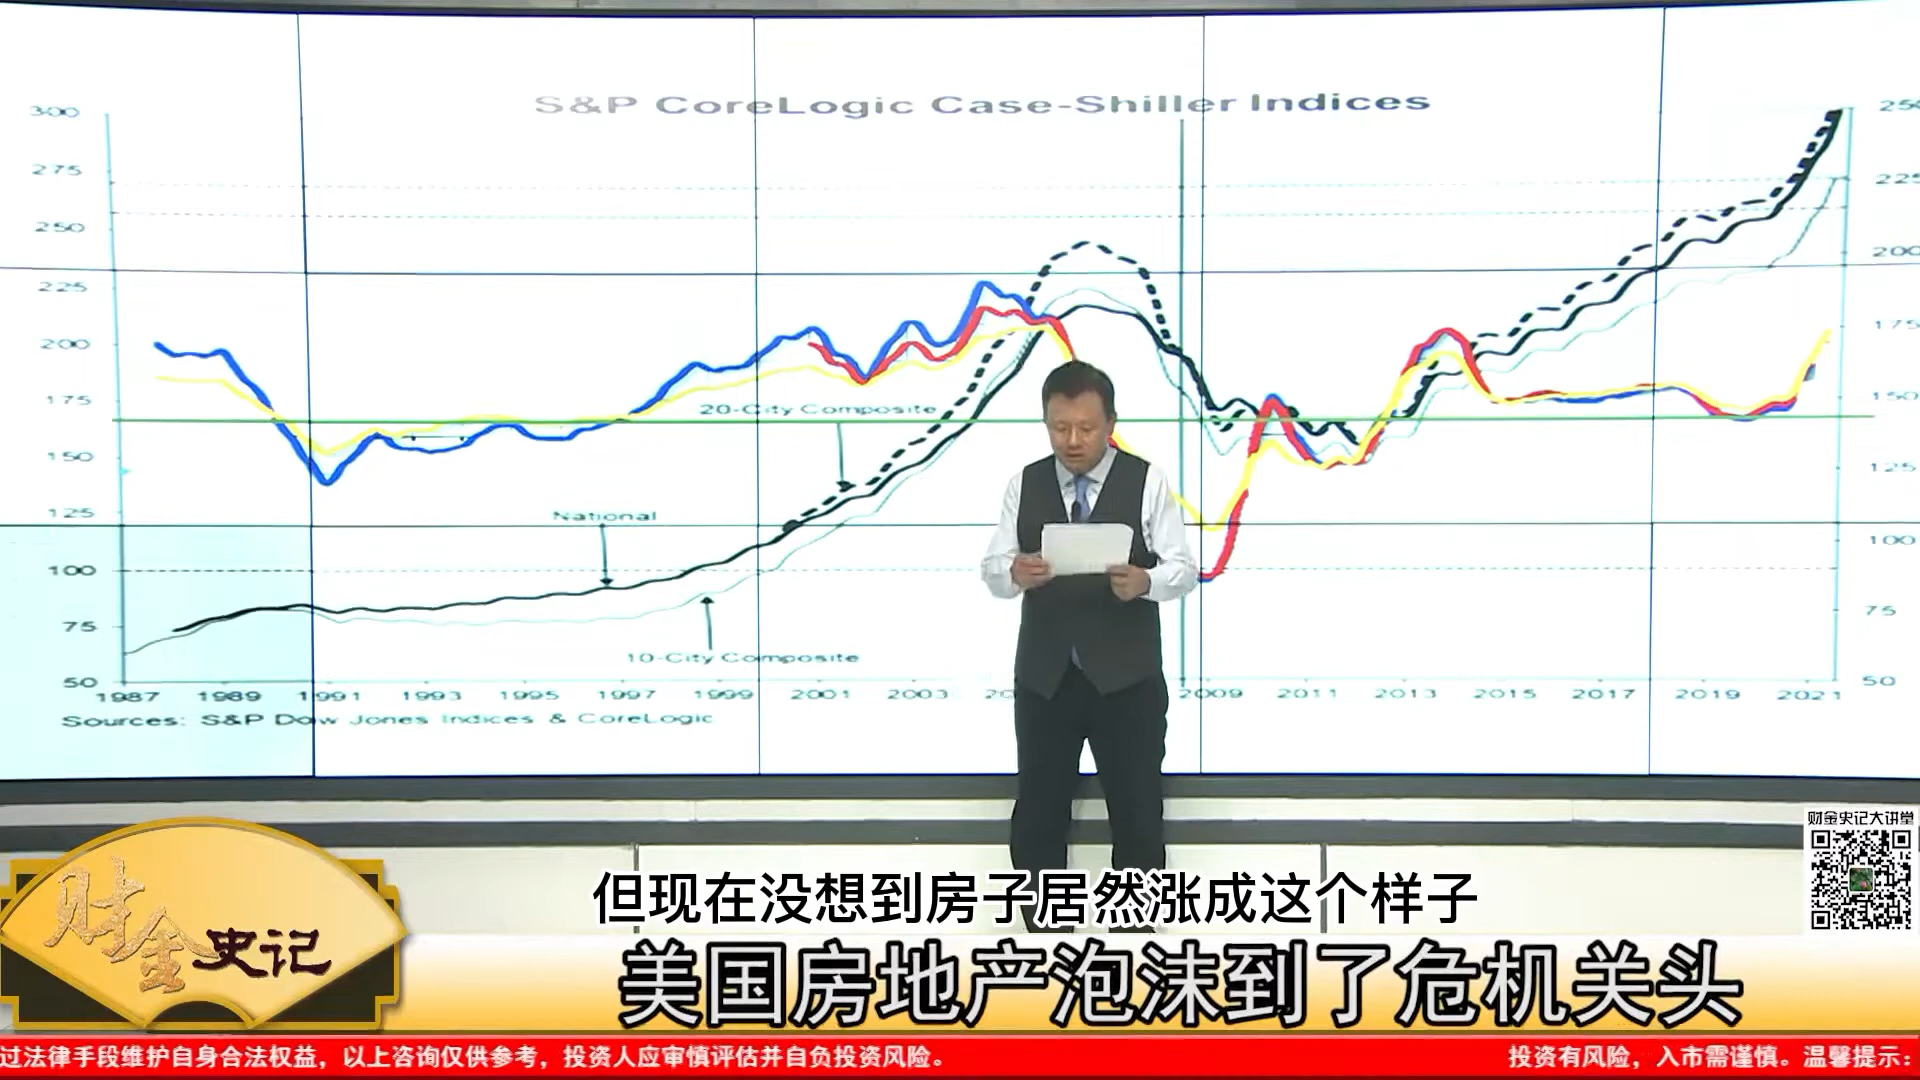 S&P CoreLogic Case-Shiller Indices
300
275
250
225
200
175
150
125
100
75
50
225
200
175
150
125
100
75
50
20-City Composite
National
10-City Composite
1987 1989 1991 1993 1995 1997 1999 2001 2003 2009 2011 2013 2015 2017 2019 2021
Sources: S&P Dow Jones Indices & CoreLogic
财金史记大讲堂
财金史记
但现在没想到房子居然涨成这个样子
美国房地产泡沫到了危机关头
过法律手段维护自身合法权益，以上咨询仅供参考，投资人应审慎评估并自负投资风险。
投资有风险，入市需谨慎。温馨提示：